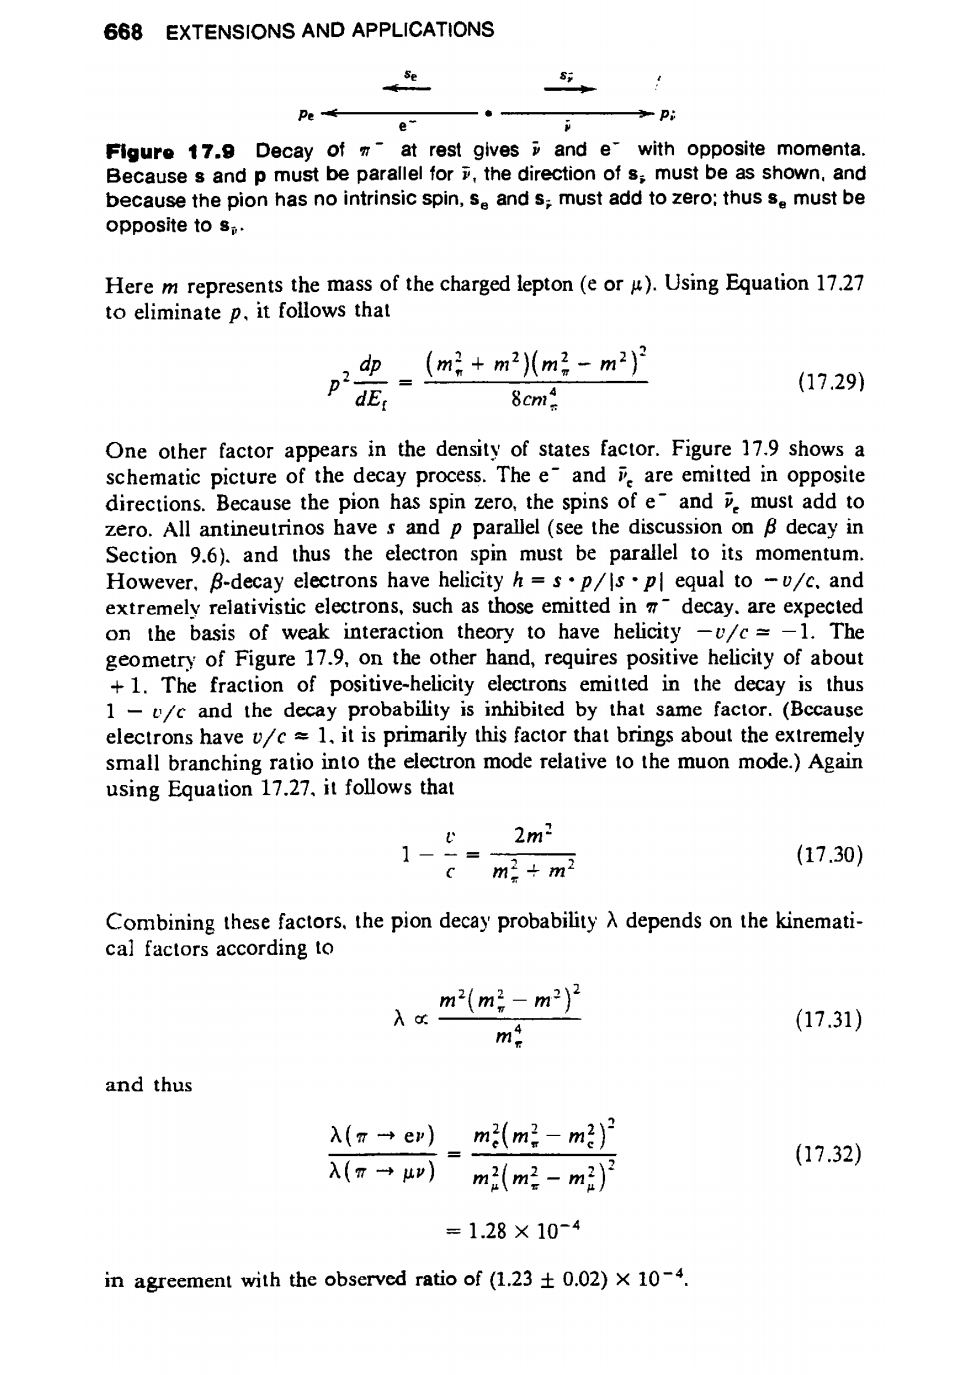 668 EXTENSIONS AND APPLICATIONS
s_e s_ν̄
p_e e⁻ ν̄ p_ν̄
Figure 17.9 Decay of π⁻ at rest gives ν̄ and e⁻ with opposite momenta.
Because s and p must be parallel for ν̄, the direction of s_ν̄ must be as shown, and
because the pion has no intrinsic spin, s_e and s_ν̄ must add to zero; thus s_e must be
opposite to s_ν̄.
Here m represents the mass of the charged lepton (e or μ). Using Equation 17.27
to eliminate p, it follows that
p² dp/dE_f = (m_π² + m²)(m_π² − m²)² / 8cm_π⁴ (17.29)
One other factor appears in the density of states factor. Figure 17.9 shows a
schematic picture of the decay process. The e⁻ and ν̄_e are emitted in opposite
directions. Because the pion has spin zero, the spins of e⁻ and ν̄_e must add to
zero. All antineutrinos have s and p parallel (see the discussion on β decay in
Section 9.6), and thus the electron spin must be parallel to its momentum.
However, β-decay electrons have helicity h = s · p/|s · p| equal to −v/c, and
extremely relativistic electrons, such as those emitted in π⁻ decay, are expected
on the basis of weak interaction theory to have helicity −v/c ≃ −1. The
geometry of Figure 17.9, on the other hand, requires positive helicity of about
+1. The fraction of positive-helicity electrons emitted in the decay is thus
1 − v/c and the decay probability is inhibited by that same factor. (Because
electrons have v/c ≈ 1, it is primarily this factor that brings about the extremely
small branching ratio into the electron mode relative to the muon mode.) Again
using Equation 17.27, it follows that
1 − v/c = 2m² / (m_π² + m²) (17.30)
Combining these factors, the pion decay probability λ depends on the kinemati-
cal factors according to
λ ∝ m²(m_π² − m²)² / m_π⁴ (17.31)
and thus
λ(π → eν) / λ(π → μν) = m_e²(m_π² − m_e²)² / m_μ²(m_π² − m_μ²)² (17.32)
= 1.28 × 10⁻⁴
in agreement with the observed ratio of (1.23 ± 0.02) × 10⁻⁴.